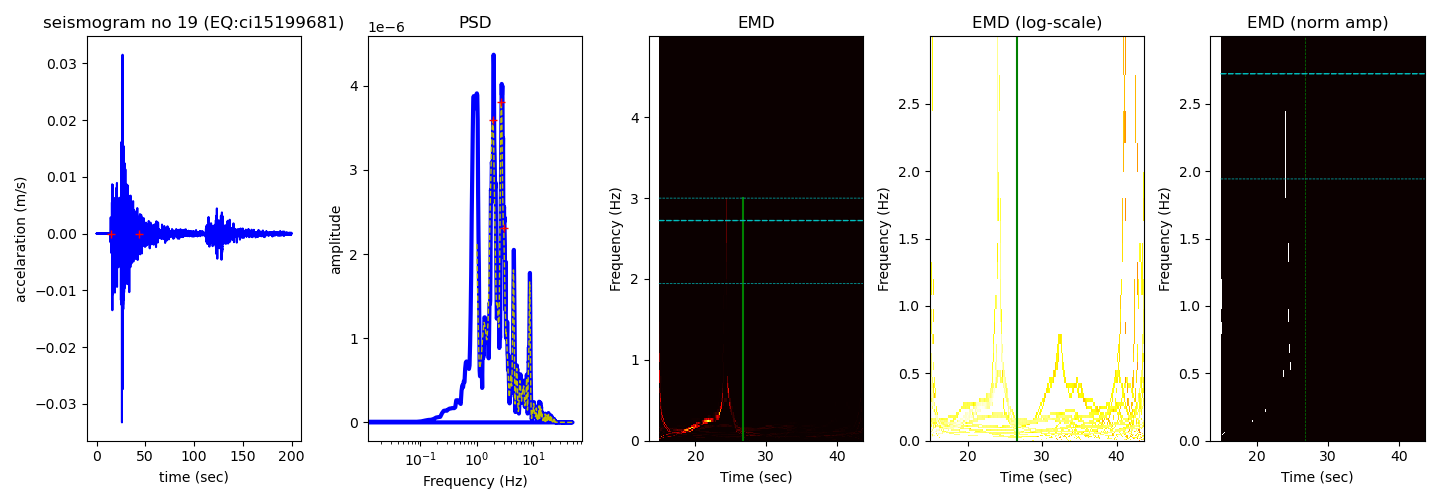 seismogram no 19 (EQ:ci15199681)
PSD
EMD
EMD (log-scale)
EMD (norm amp)
1e−6
0.03
0.02
0.01
0.00
−0.01
−0.02
−0.03
accelaration (m/s)
0 50 100 150 200
time (sec)
4
3
2
1
0
amplitude
10⁻¹ 10⁰ 10¹
Frequency (Hz)
4
3
2
1
0
Frequency (Hz)
20 30 40
Time (sec)
2.5
2.0
1.5
1.0
0.5
0.0
Frequency (Hz)
20 30 40
Time (sec)
2.5
2.0
1.5
1.0
0.5
0.0
Frequency (Hz)
20 30 40
Time (sec)